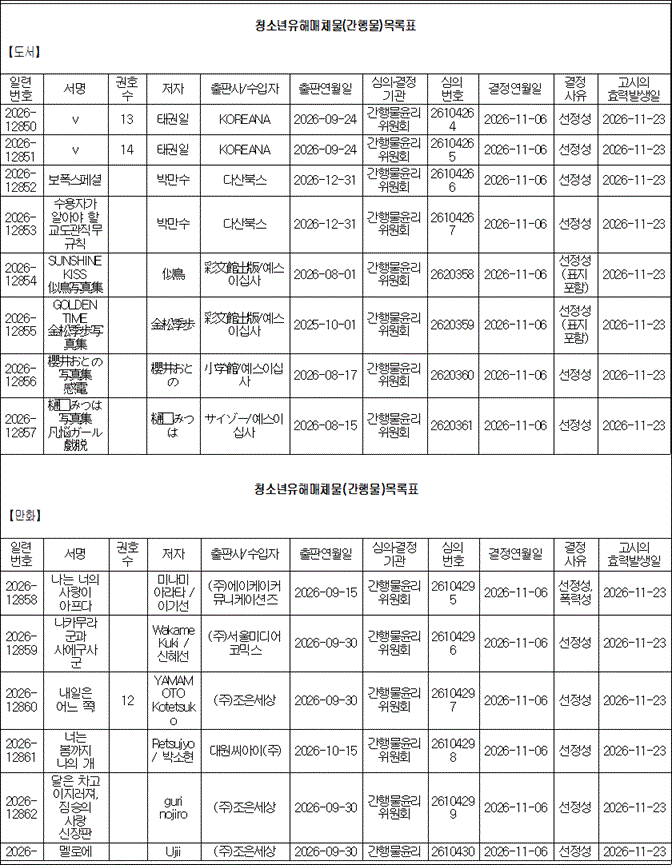 청소년유해매체물(간행물)목록표
【도서】
일련번호 서명 권호수 저자 출판사/수입자 출판연월일 심의·결정기관 심의번호 결정연월일 결정사유 고시의 효력발생일
2026-12850 v 13 태권일 KOREANA 2026-09-24 간행물윤리위원회 26104264 2026-11-06 선정성 2026-11-23
2026-12851 v 14 태권일 KOREANA 2026-09-24 간행물윤리위원회 26104265 2026-11-06 선정성 2026-11-23
2026-12852 보폭스페셜 박만수 다산북스 2026-12-31 간행물윤리위원회 26104266 2026-11-06 선정성 2026-11-23
2026-12853 수용자가 알아야 할 교도관직무규칙 박만수 다산북스 2026-12-31 간행물윤리위원회 26104267 2026-11-06 선정성 2026-11-23
2026-12854 SUNSHINE KISS 似鳥写真集 似鳥 彩文館出版/예스이십사 2026-08-01 간행물윤리위원회 2620358 2026-11-06 선정성(표지포함) 2026-11-23
2026-12855 GOLDEN TIME 金松季歩写真集 金松季歩 彩文館出版/예스이십사 2025-10-01 간행물윤리위원회 2620359 2026-11-06 선정성(표지포함) 2026-11-23
2026-12856 櫻井おとの写真集 感電 櫻井おとの 小学館/예스이십사 2026-08-17 간행물윤리위원회 2620360 2026-11-06 선정성 2026-11-23
2026-12857 樋□みつは写真集 凡悩ガール戯脱 樋□みつは サイゾー/예스이십사 2026-08-15 간행물윤리위원회 2620361 2026-11-06 선정성 2026-11-23
청소년유해매체물(간행물)목록표
【만화】
일련번호 서명 권호수 저자 출판사/수입자 출판연월일 심의·결정기관 심의번호 결정연월일 결정사유 고시의 효력발생일
2026-12858 나는 너의 사랑이 아프다 미나미 아라타 / 이기선 (주)에이케이커뮤니케이션즈 2026-09-15 간행물윤리위원회 26104295 2026-11-06 선정성,폭력성 2026-11-23
2026-12859 나카무라 군과 사에구사 군 Wakame Kuki / 신혜선 (주)서울미디어코믹스 2026-09-30 간행물윤리위원회 26104296 2026-11-06 선정성 2026-11-23
2026-12860 내일은 어느 쪽! 12 YAMAMOTO Kotetsuko (주)조은세상 2026-09-30 간행물윤리위원회 26104297 2026-11-06 선정성 2026-11-23
2026-12861 너는 봄까지 나의 개 Retsujyo / 박소현 대원씨아이(주) 2026-10-15 간행물윤리위원회 26104298 2026-11-06 선정성 2026-11-23
2026-12862 달은 차고 이지러져, 짐승의 사랑 신장판 guri nojiro (주)조은세상 2026-09-30 간행물윤리위원회 26104299 2026-11-06 선정성 2026-11-23
2026- 멜로에 Ujii (주)조은세상 2026-09-30 간행물윤리 2610430 2026-11-06 선정성 2026-11-23